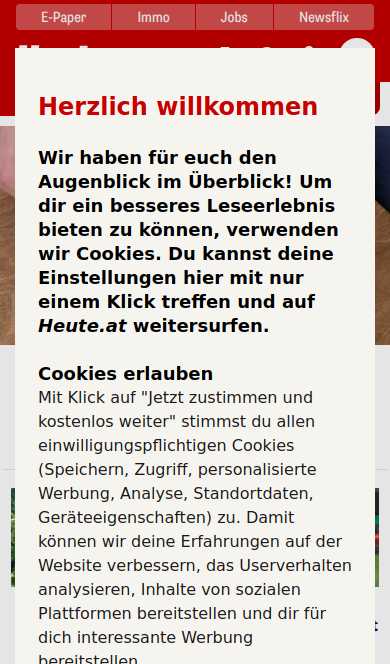 E-Paper Immo Jobs Newsflix
Herzlich willkommen
Wir haben für euch den
Augenblick im Überblick! Um
dir ein besseres Leseerlebnis
bieten zu können, verwenden
wir Cookies. Du kannst deine
Einstellungen hier mit nur
einem Klick treffen und auf
Heute.at weitersurfen.
Cookies erlauben
Mit Klick auf "Jetzt zustimmen und
kostenlos weiter" stimmst du allen
einwilligungspflichtigen Cookies
(Speichern, Zugriff, personalisierte
Werbung, Analyse, Standortdaten,
Geräteeigenschaften) zu. Damit
können wir deine Erfahrungen auf der
Website verbessern, das Userverhalten
analysieren, Inhalte von sozialen
Plattformen bereitstellen und dir für
dich interessante Werbung
bereitstellen